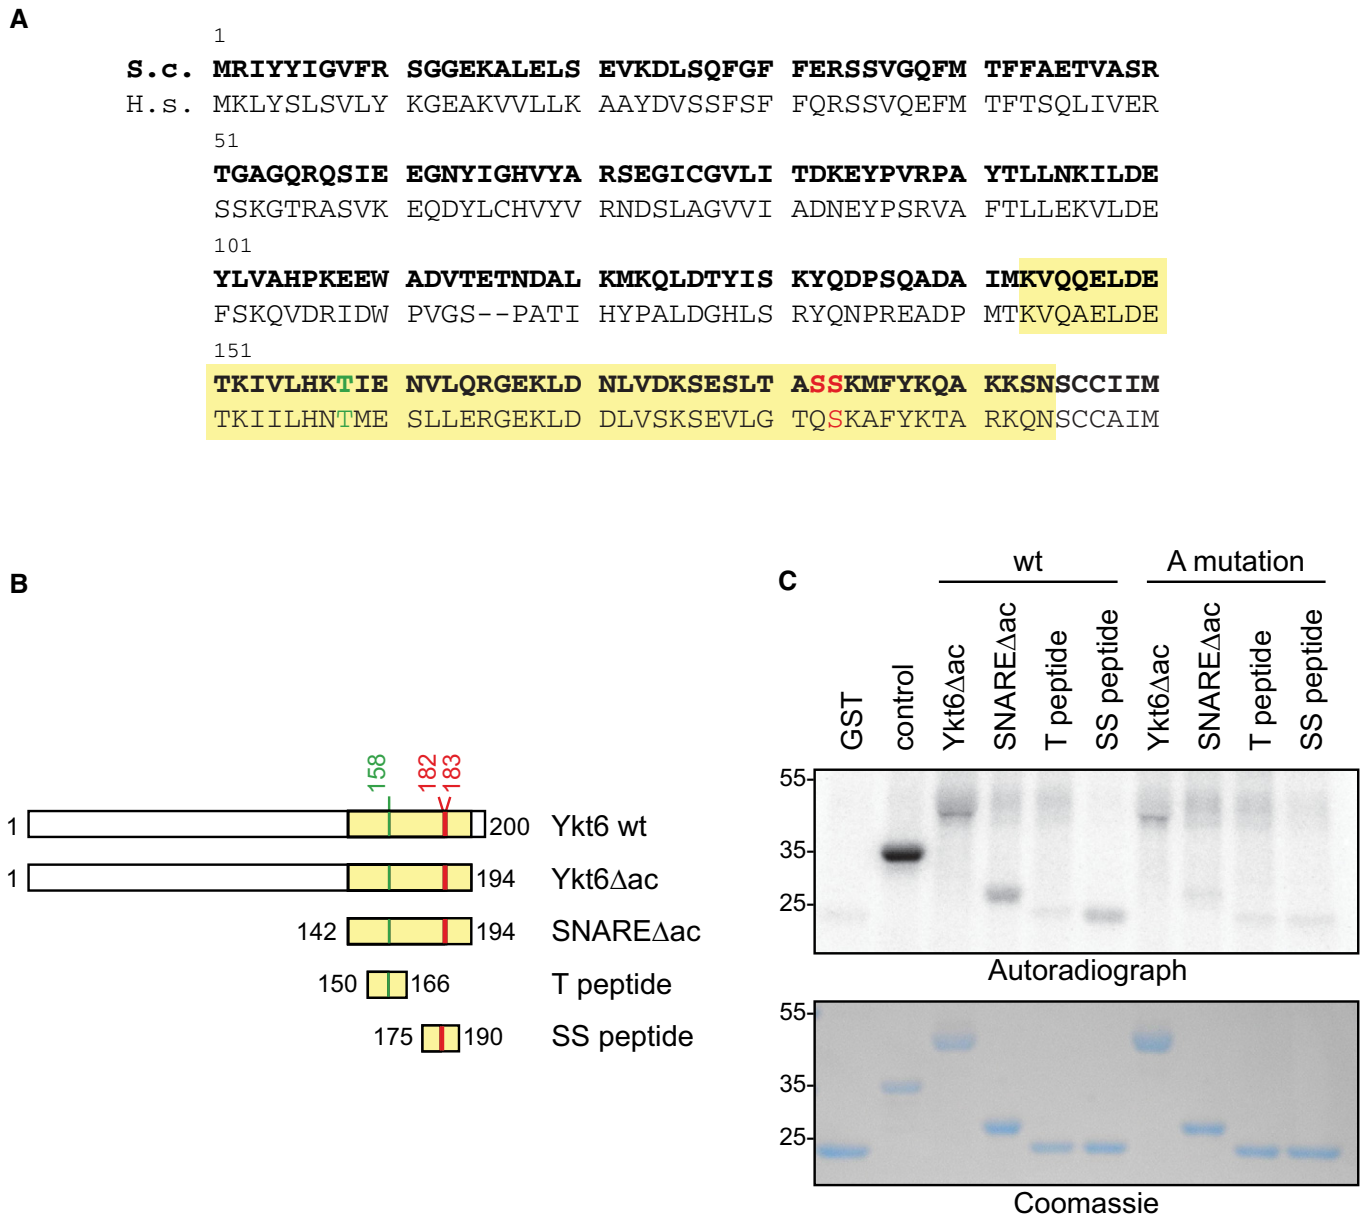 A
1
S.c. MRIYYIGVFR SGGEKALELS EVKDLSQFGF FERSSVGQFM TFFAETVASR
H.s. MKLYSLSVLY KGEAKVVLLK AAYDVSSFSF FQRSSVQEFM TFTSQLIVER
51
TGAGQRQSIE EGNYIGHVYA RSEGICGVLI TDKEYPVRPA YTLLNKILDE
SSKGTRASVK EQDYLCHVYV RNDSLAGVVI ADNEYPSRVA FTLLEKVLDE
101
YLVAHPKEEW ADVTETNDAL KMKQLDTYIS KYQDPSQADA IMKVQQELDE
FSKQVDRIDW PVGS--PATI HYPALDGHLS RYQNPREADP MTKVQAELDE
151
TKIVLHKTIE NVLQRGEKLD NLVDKSESLT ASSKMFYKQA KKSNSCCIIM
TKIILHNTME SLLERGEKLD DLVSKSEVLG TQSKAFYKTA RKQNSCCAIM
B
158 182 183
1 200 Ykt6 wt
1 194 Ykt6Δac
142 194 SNAREΔac
150 166 T peptide
175 190 SS peptide
C
wt A mutation
GST control Ykt6Δac SNAREΔac T peptide SS peptide Ykt6Δac SNAREΔac T peptide SS peptide
55-
35-
25-
Autoradiograph
55-
35-
25-
Coomassie